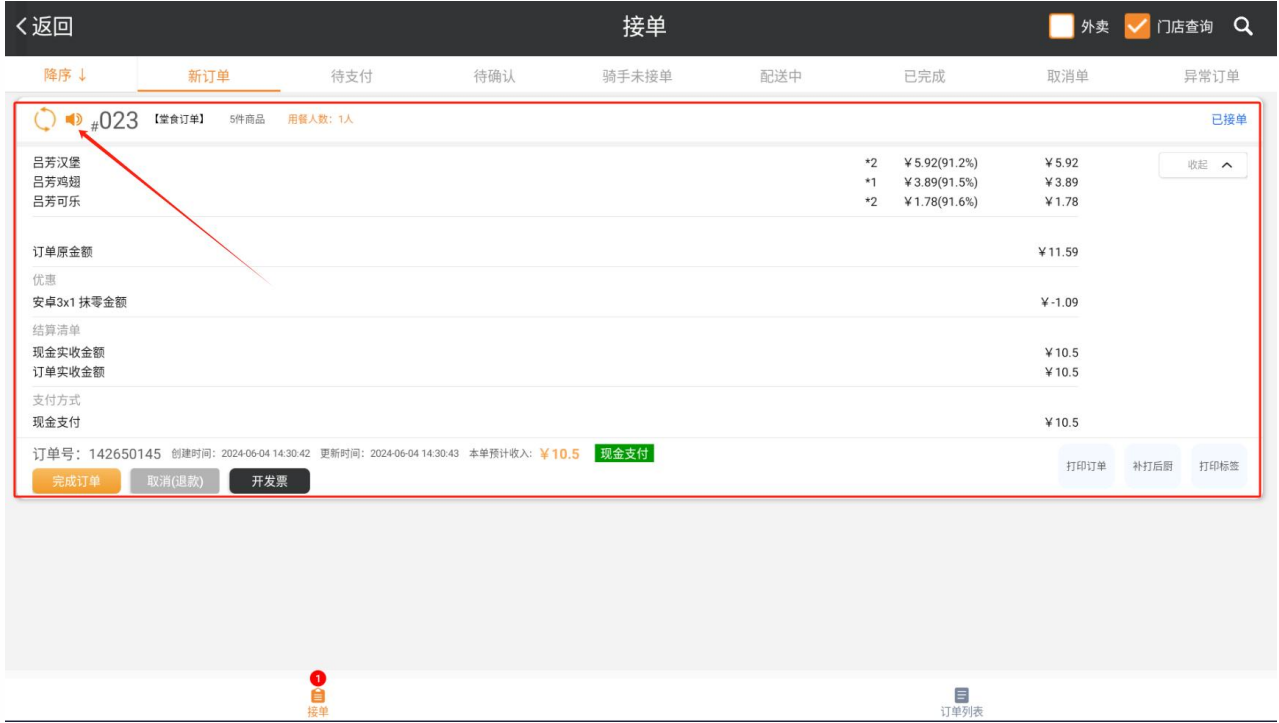 返回 接单 外卖 门店查询
降序↓ 新订单 待支付 待确认 骑手未接单 配送中 已完成 取消单 异常订单
#023 【堂食订单】 5件商品 用餐人数：1人 已接单
吕芳汉堡 *2 ￥5.92(91.2%) ￥5.92 收起
吕芳鸡翅 *1 ￥3.89(91.5%) ￥3.89
吕芳可乐 *2 ￥1.78(91.6%) ￥1.78
订单原金额 ￥11.59
优惠
安卓3x1 抹零金额 ￥-1.09
结算清单
现金实收金额 ￥10.5
订单实收金额 ￥10.5
支付方式
现金支付 ￥10.5
订单号：142650145 创建时间：2024-06-04 14:30:42 更新时间：2024-06-04 14:30:43 本单预计收入：￥10.5 现金支付
完成订单 取消(退款) 开发票 打印订单 补打后厨 打印标签
1
接单 订单列表